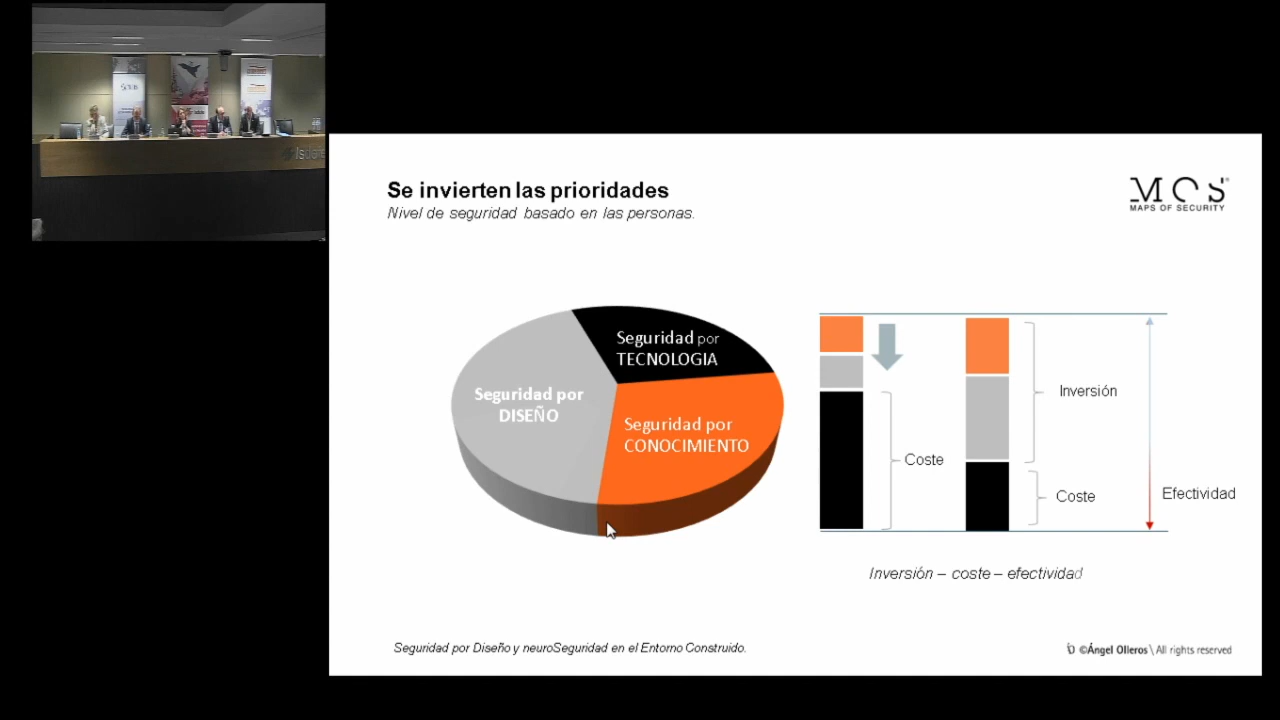 Se invierten las prioridades
Nivel de seguridad basado en las personas.
MOS
MAPS OF SECURITY
Seguridad por
TECNOLOGIA
Seguridad por
DISEÑO
Seguridad por
CONOCIMIENTO
Coste
Inversión
Coste
Efectividad
Inversión – coste – efectividad
Seguridad por Diseño y neuroSeguridad en el Entorno Construido.
©Ángel Olleros \ All rights reserved